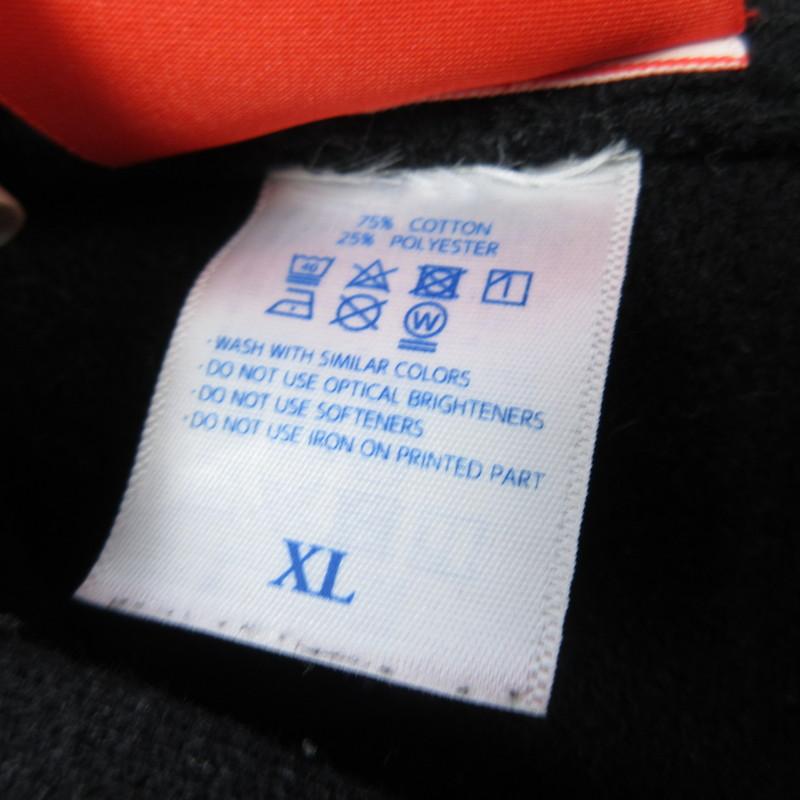 75% COTTON
25% POLYESTER
40
W
·WASH WITH SIMILAR COLORS
·DO NOT USE OPTICAL BRIGHTENERS
·DO NOT USE SOFTENERS
·DO NOT USE IRON ON PRINTED PART
XL